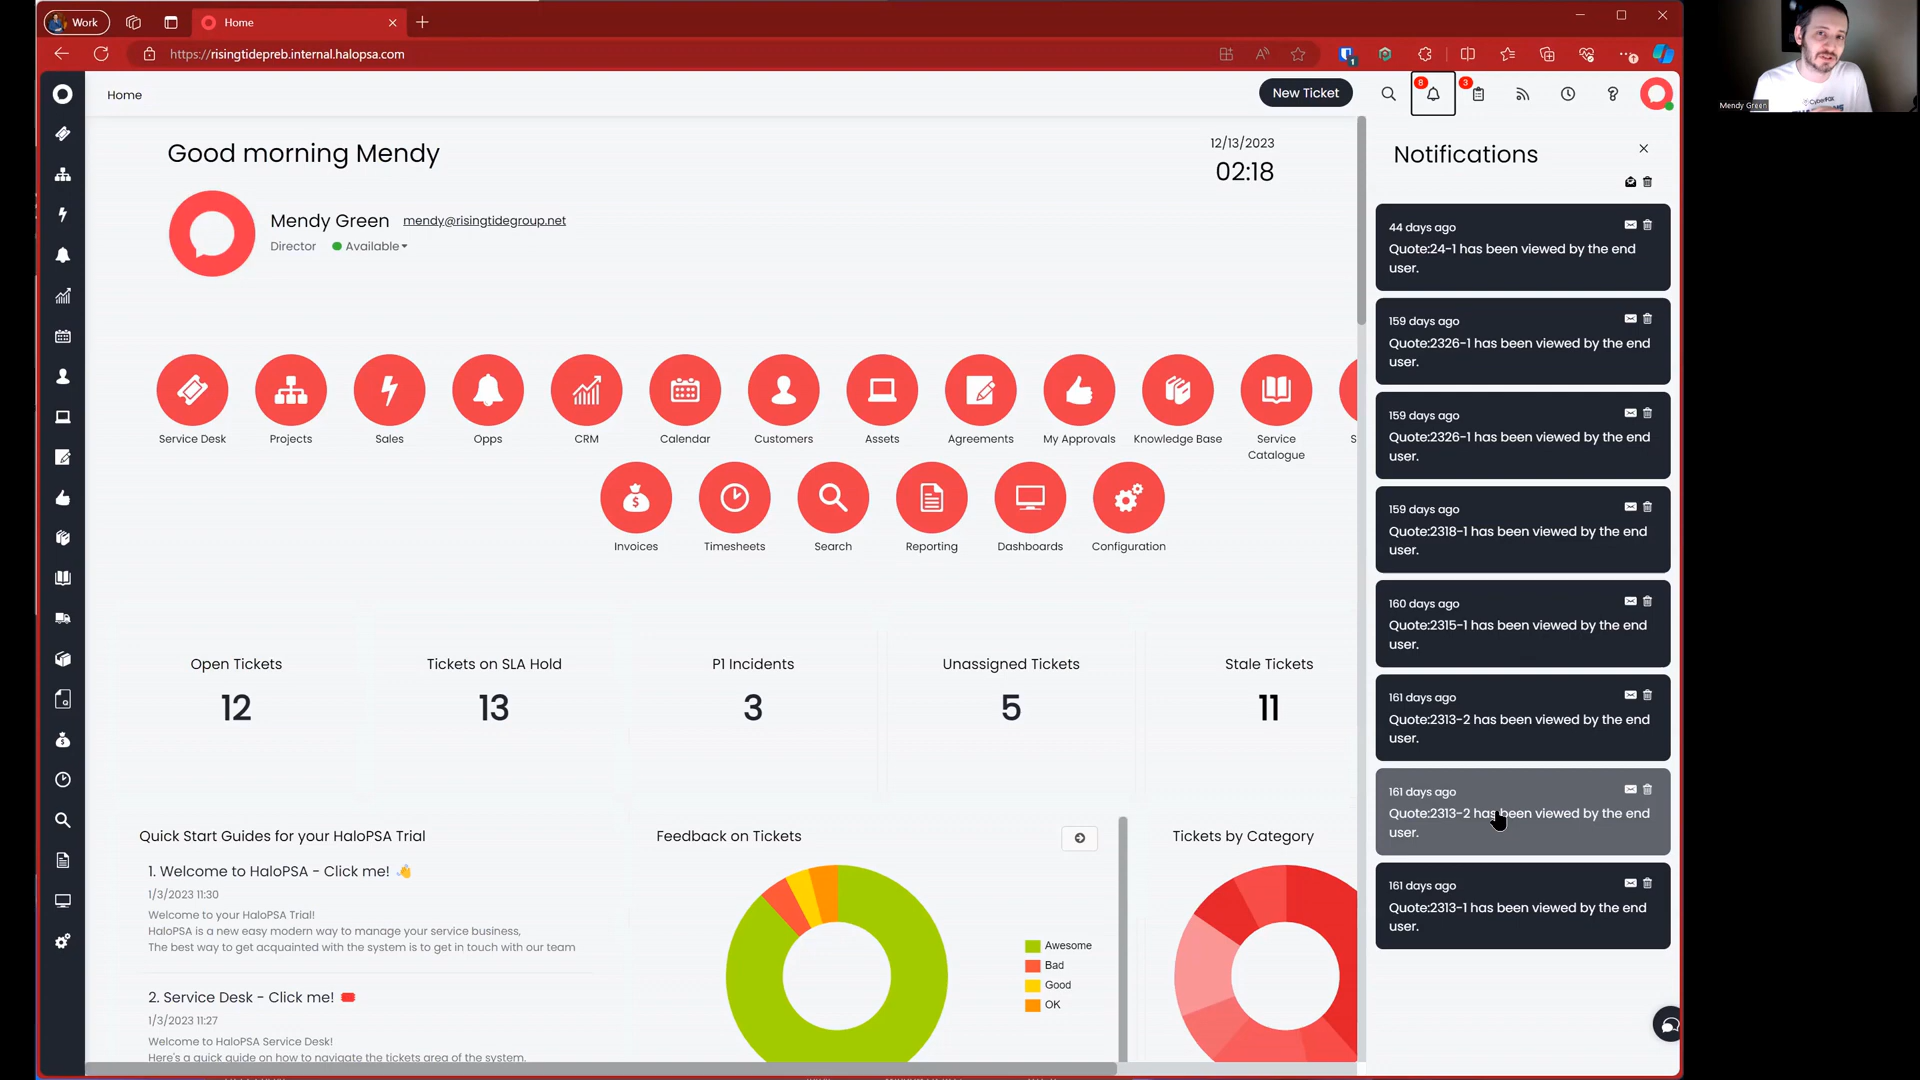 Work
Home
https://risingtidepreb.internal.halopsa.com
1
Mendy Green
Home
New Ticket
8
3
Good morning Mendy
12/13/2023
02:18
Mendy Green mendy@risingtidegroup.net
Director Available
Service Desk
Projects
Sales
Opps
CRM
Calendar
Customers
Assets
Agreements
My Approvals
Knowledge Base
Service
Catalogue
S
Invoices
Timesheets
Search
Reporting
Dashboards
Configuration
Open Tickets
12
Tickets on SLA Hold
13
P1 Incidents
3
Unassigned Tickets
5
Stale Tickets
11
Quick Start Guides for your HaloPSA Trial
1. Welcome to HaloPSA - Click me! 👋
1/3/2023 11:30
Welcome to your HaloPSA Trial!
HaloPSA is a new easy modern way to manage your service business,
The best way to get acquainted with the system is to get in touch with our team
2. Service Desk - Click me!
1/3/2023 11:27
Welcome to HaloPSA Service Desk!
Here's a quick guide on how to navigate the tickets area of the system.
Feedback on Tickets
Awesome
Bad
Good
OK
Tickets by Category
Notifications
44 days ago
Quote:24-1 has been viewed by the end
user.
159 days ago
Quote:2326-1 has been viewed by the end
user.
159 days ago
Quote:2326-1 has been viewed by the end
user.
159 days ago
Quote:2318-1 has been viewed by the end
user.
160 days ago
Quote:2315-1 has been viewed by the end
user.
161 days ago
Quote:2313-2 has been viewed by the end
user.
161 days ago
Quote:2313-2 has been viewed by the end
user.
161 days ago
Quote:2313-1 has been viewed by the end
user.